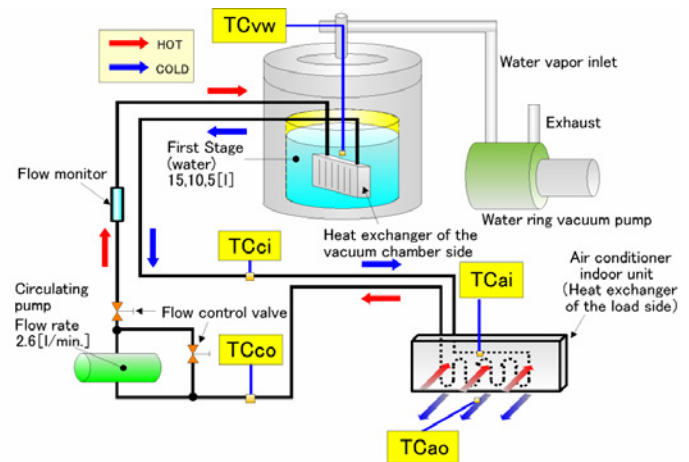 TCvw
HOT
COLD
Water vapor inlet
Exhaust
First Stage
(water)
15,10,5[l]
Flow monitor
Water ring vacuum pump
Heat exchanger of the
vacuum chamber side
TCci
Air conditioner
indoor unit
(Heat exchanger
of the load side)
TCai
Circulating
pump
Flow rate
2.6[l/min.]
Flow control valve
TCco
TCao